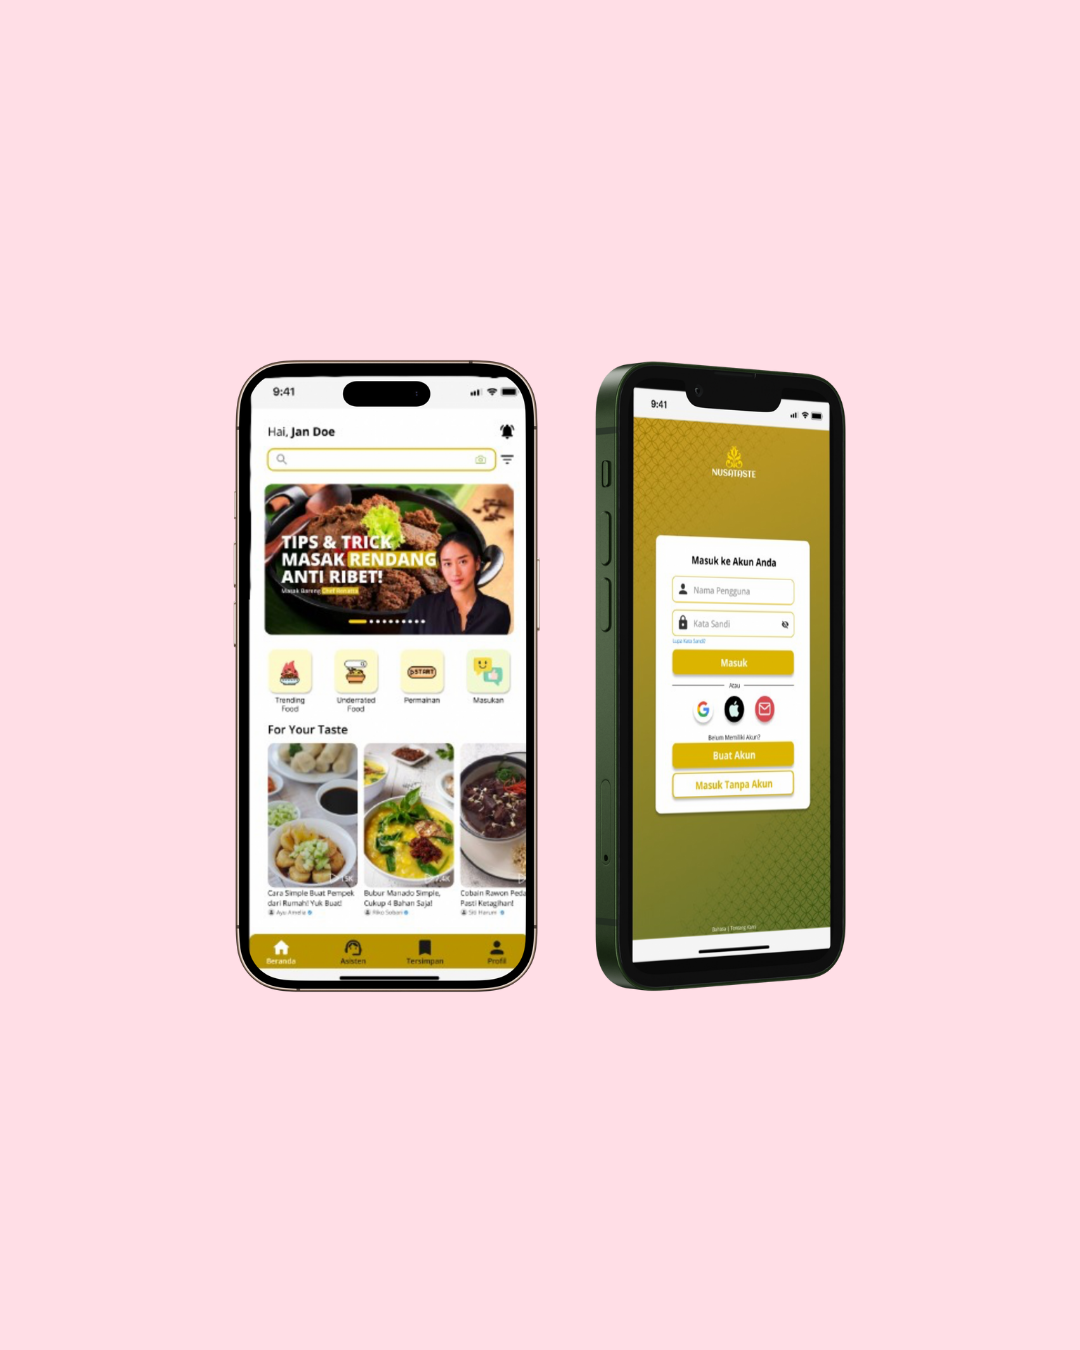 9:41
Hai, Jan Doe
TIPS & TRICK
MASAK RENDANG
ANTI RIBET!
Masak Bareng Chef Renata
Trending
Food
Underrated
Food
START
Permainan
Masukan
For Your Taste
Cara Simple Buat Pempek
dari Rumah! Yuk Buat!
Ayu Amelia
Bubur Manado Simple,
Cukup 4 Bahan Saja!
Riko Subari
Cobain Rawon Peda
Pasti Ketagihan!
Siti Harum
Beranda
Asisten
Tersimpan
Profil
9:41
NUSATASTE
Masuk ke Akun Anda
Nama Pengguna
Kata Sandi
Lupa Kata Sandi?
Masuk
Atau
Belum Memiliki Akun?
Buat Akun
Masuk Tanpa Akun
Bahasa | Tentang Kami